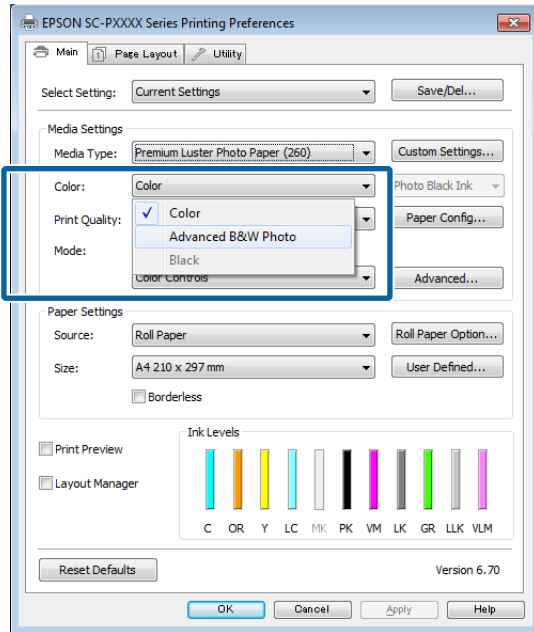 EPSON SC-PXXXX Series Printing Preferences
Main Page Layout Utility
Select Setting: Current Settings Save/Del...
Media Settings
Media Type: Premium Luster Photo Paper (260) Custom Settings...
Color: Color Photo Black Ink
Print Quality: Color Paper Config...
Advanced B&W Photo
Mode: Black
Color Controls Advanced...
Paper Settings
Source: Roll Paper Roll Paper Option...
Size: A4 210 x 297 mm User Defined...
Borderless
Ink Levels
Print Preview
Layout Manager
C OR Y LC MK PK VM LK GR LLK VLM
Reset Defaults Version 6.70
OK Cancel Apply Help